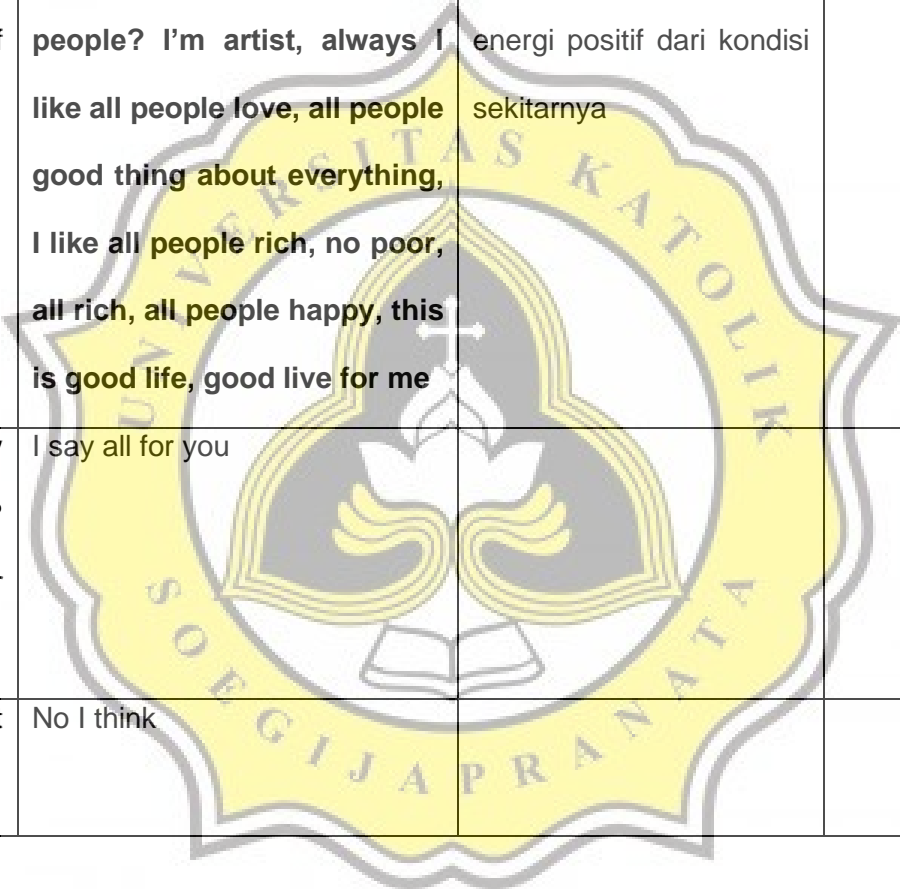 people? I’m artist, always I
like all people love, all people
good thing about everything,
I like all people rich, no poor,
all rich, all people happy, this
is good life, good live for me
energi positif dari kondisi
sekitarnya
I say all for you
No I think
UNIVERSITAS KATOLIK
SOEGIJAPRANATA